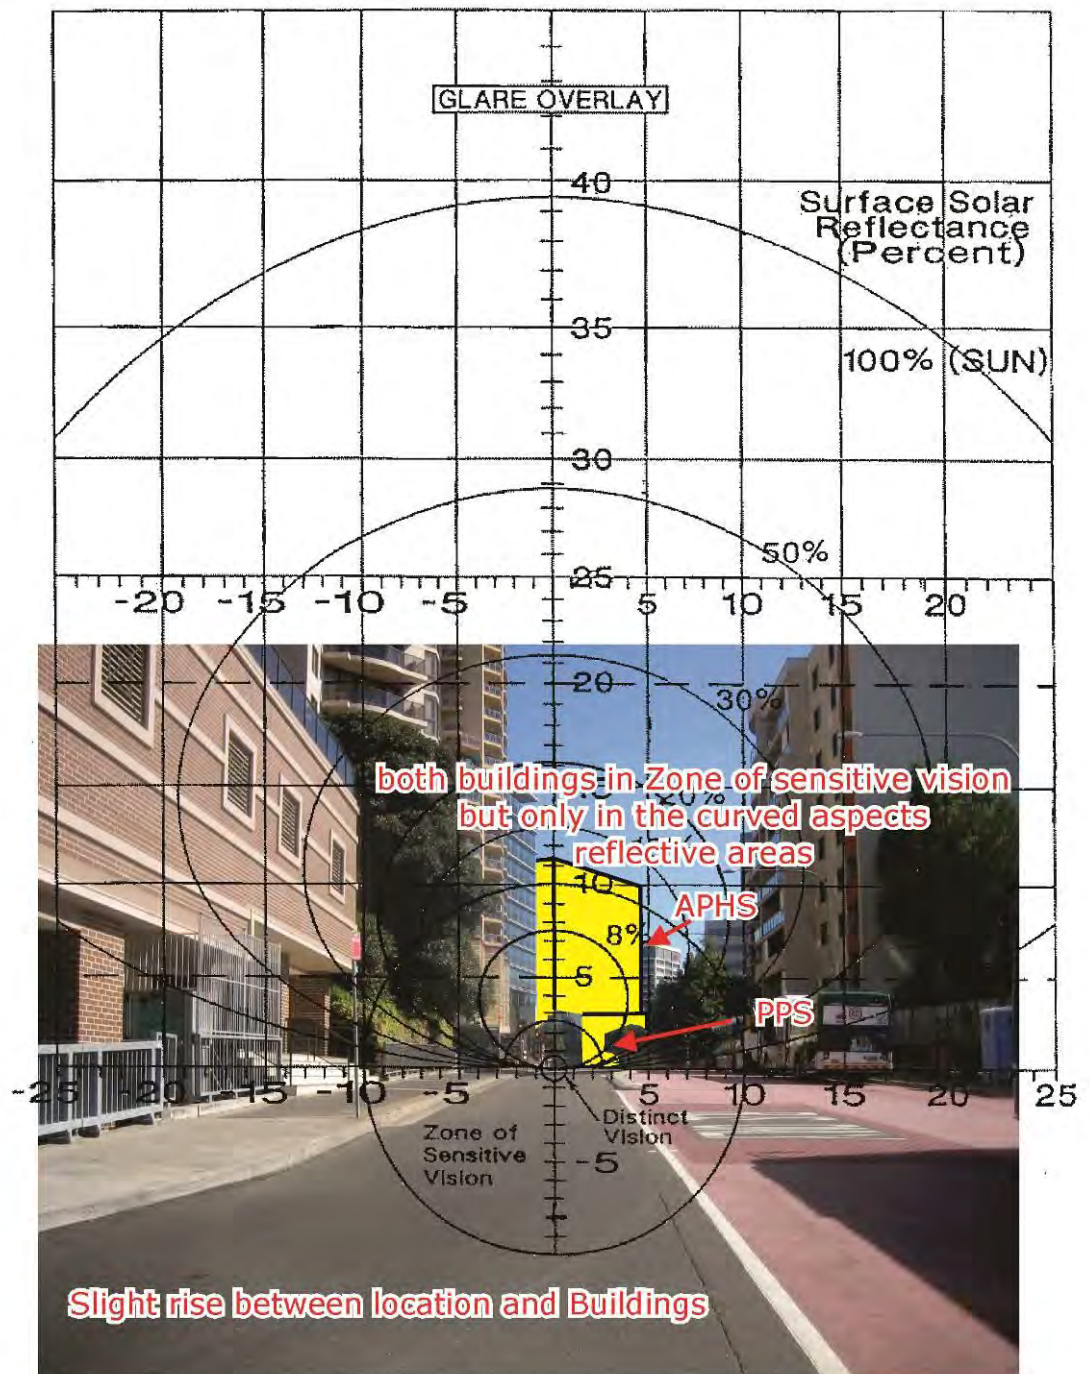 GLARE OVERLAY
40
Surface Solar
Reflectance
(Percent)
35
100% (SUN)
30
50%
25
-20 -15 -10 -5 5 10 15 20
20
30%
both buildings in Zone of sensitive vision
20%
but only in the curved aspects
reflective areas
10
APHS
8%
5
PPS
-25 -20 -15 -10 -5 5 10 15 20 25
Distinct
Vision
Zone of
Sensitive
Vision
-5
Slight rise between location and Buildings